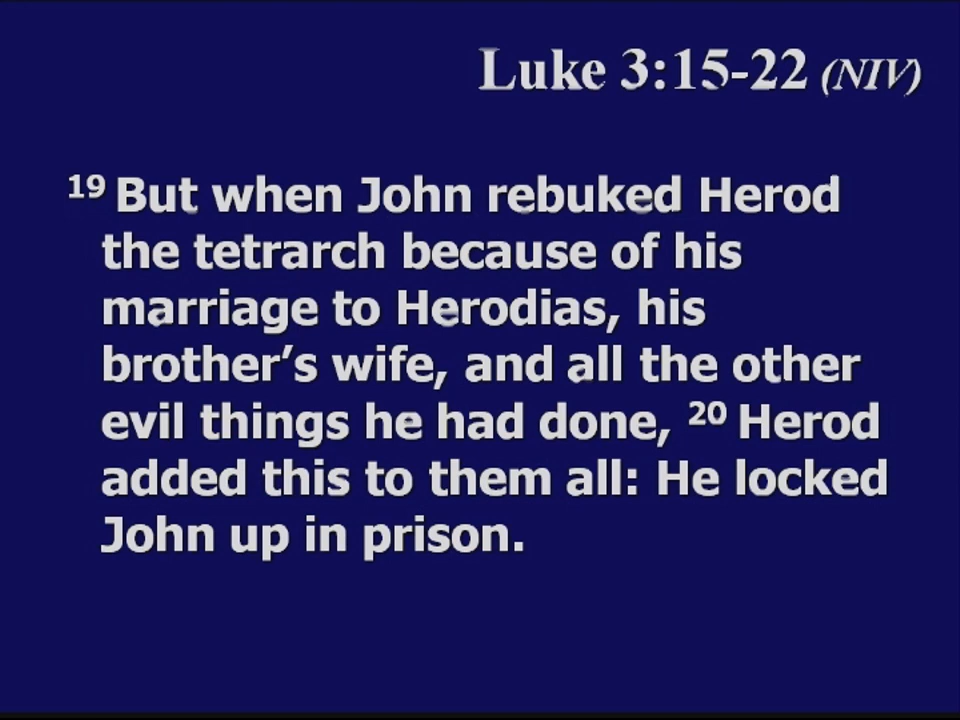 Luke 3:15-22 (NIV)
19 But when John rebuked Herod
the tetrarch because of his
marriage to Herodias, his
brother’s wife, and all the other
evil things he had done, 20 Herod
added this to them all: He locked
John up in prison.